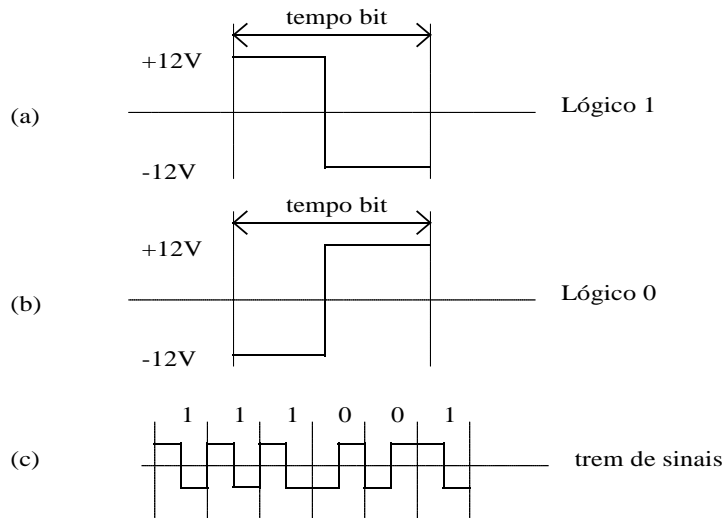 tempo bit
+12V
(a)
Lógico 1
-12V
tempo bit
+12V
(b)
Lógico 0
-12V
1 1 1 0 0 1
(c)
trem de sinais